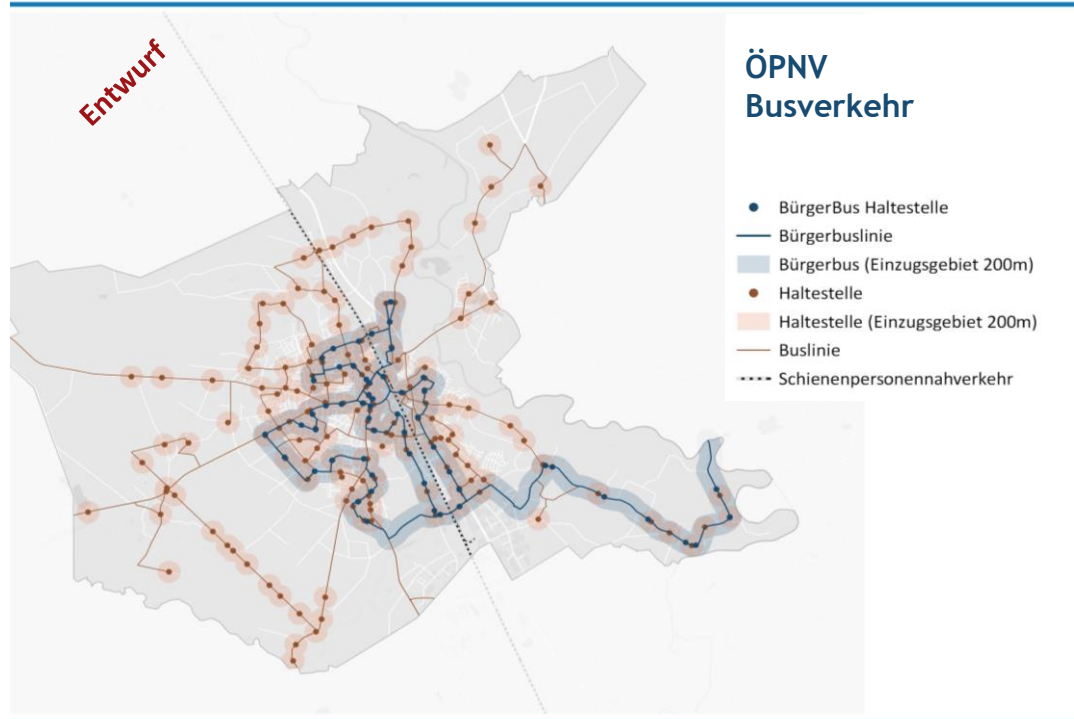 Entwurf
ÖPNV
Busverkehr
BürgerBus Haltestelle
Bürgerbuslinie
Bürgerbus (Einzugsgebiet 200m)
Haltestelle
Haltestelle (Einzugsgebiet 200m)
Buslinie
Schienenpersonennahverkehr